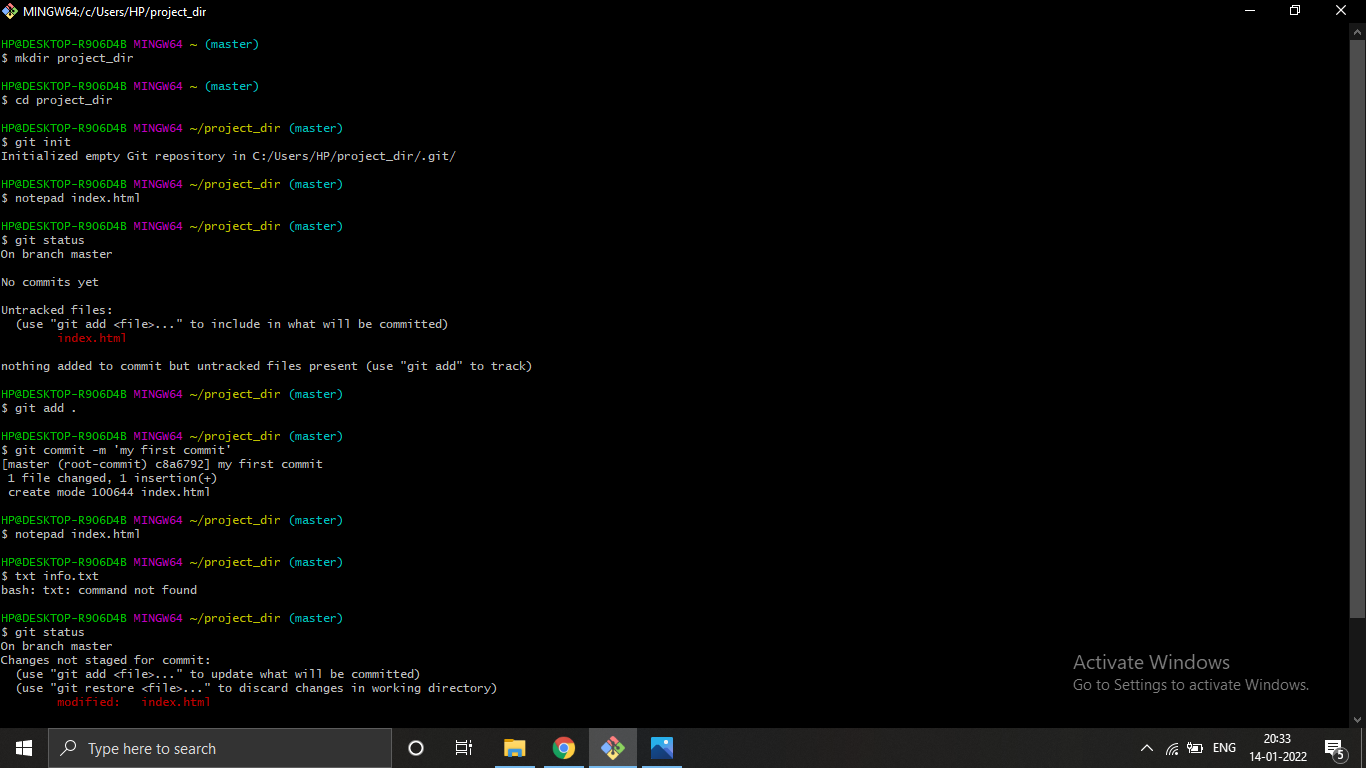 MINGW64:/c/Users/HP/project_dir
HP@DESKTOP-R9O6D4B MINGW64 ~ (master)
$ mkdir project_dir
HP@DESKTOP-R9O6D4B MINGW64 ~ (master)
$ cd project_dir
HP@DESKTOP-R9O6D4B MINGW64 ~/project_dir (master)
$ git init
Initialized empty Git repository in C:/Users/HP/project_dir/.git/
HP@DESKTOP-R9O6D4B MINGW64 ~/project_dir (master)
$ notepad index.html
HP@DESKTOP-R9O6D4B MINGW64 ~/project_dir (master)
$ git status
On branch master
No commits yet
Untracked files:
  (use "git add <file>..." to include in what will be committed)
        index.html
nothing added to commit but untracked files present (use "git add" to track)
HP@DESKTOP-R9O6D4B MINGW64 ~/project_dir (master)
$ git add .
HP@DESKTOP-R9O6D4B MINGW64 ~/project_dir (master)
$ git commit -m 'my first commit'
[master (root-commit) c8a6792] my first commit
 1 file changed, 1 insertion(+)
 create mode 100644 index.html
HP@DESKTOP-R9O6D4B MINGW64 ~/project_dir (master)
$ notepad index.html
HP@DESKTOP-R9O6D4B MINGW64 ~/project_dir (master)
$ txt info.txt
bash: txt: command not found
HP@DESKTOP-R9O6D4B MINGW64 ~/project_dir (master)
$ git status
On branch master
Changes not staged for commit:
  (use "git add <file>..." to update what will be committed)
  (use "git restore <file>..." to discard changes in working directory)
        modified:   index.html
Activate Windows
Go to Settings to activate Windows.
Type here to search
ENG
20:33
14-01-2022
5